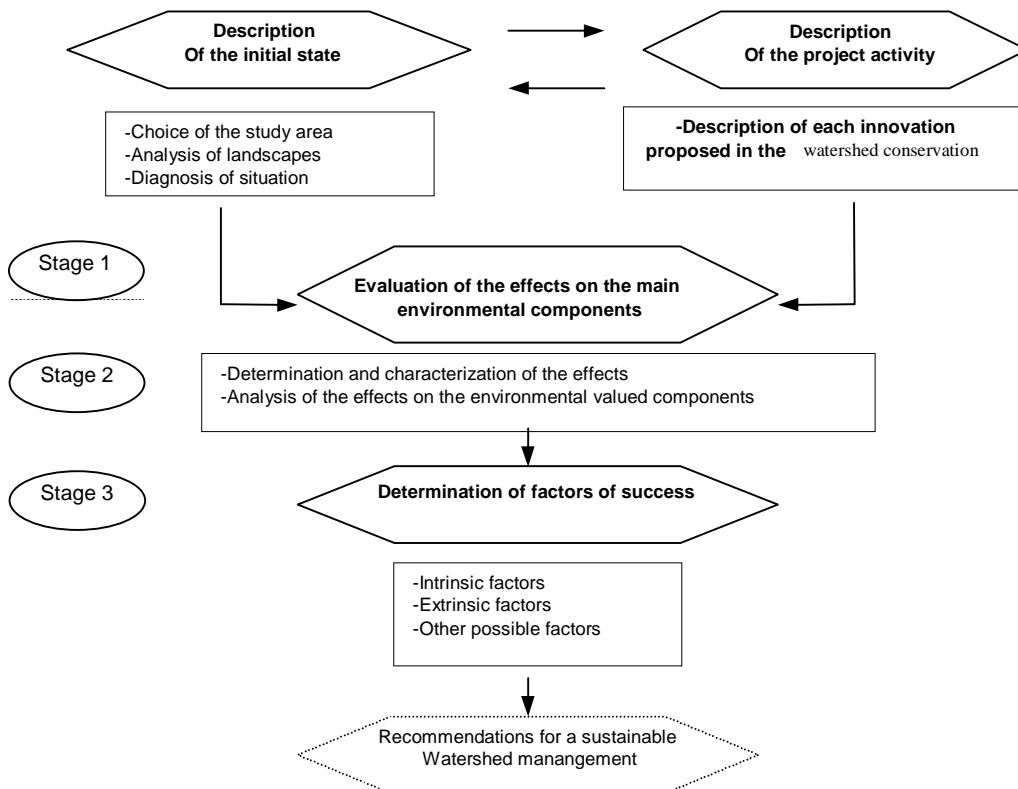 Description
Of the initial state
Description
Of the project activity
-Choice of the study area
-Analysis of landscapes
-Diagnosis of situation
-Description of each innovation
proposed in the watershed conservation
Stage 1
Evaluation of the effects on the main
environmental components
Stage 2
-Determination and characterization of the effects
-Analysis of the effects on the environmental valued components
Stage 3
Determination of factors of success
-Intrinsic factors
-Extrinsic factors
-Other possible factors
Recommendations for a sustainable
Watershed manangement